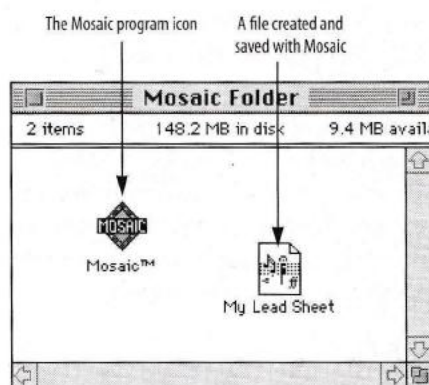 The Mosaic program icon
A file created and
saved with Mosaic
Mosaic Folder
2 items 148.2 MB in disk 9.4 MB avail
MOSAIC
Mosaic™
ff
My Lead Sheet